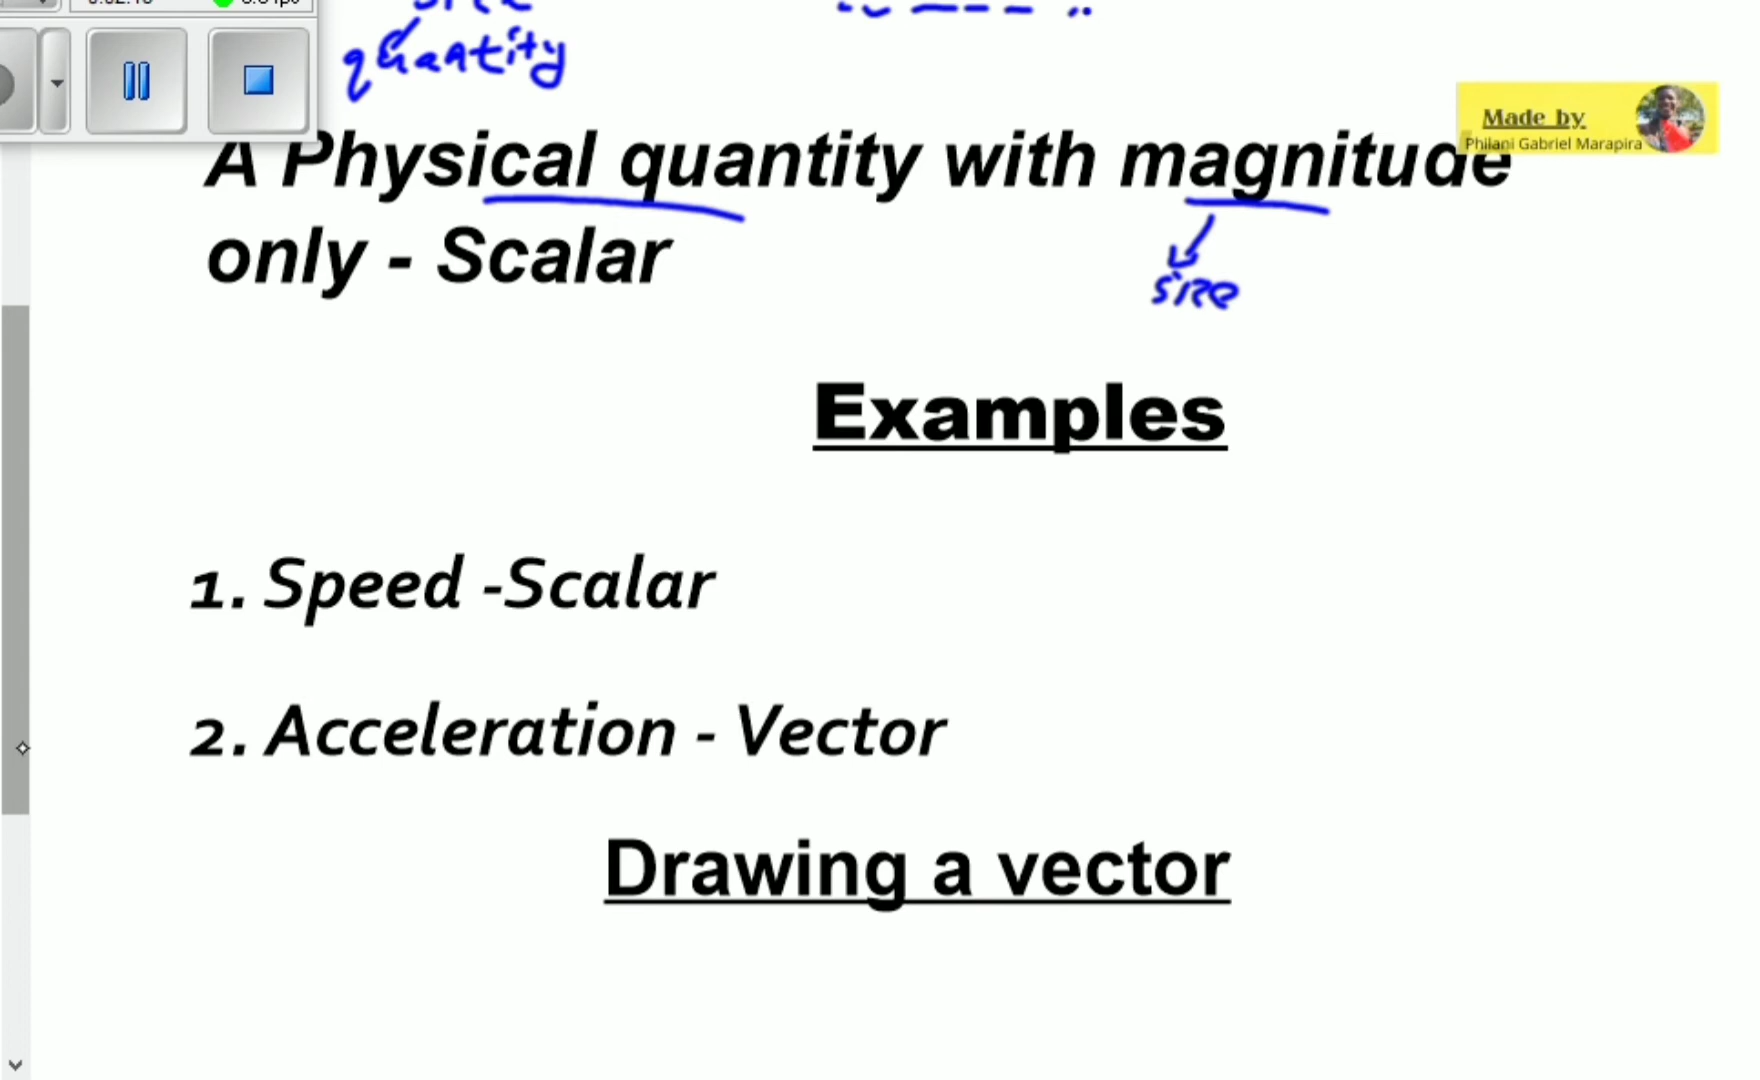 quantity
Made by
Philani Gabriel Marapira
A Physical quantity with magnitude
only - Scalar
size
Examples
1. Speed -Scalar
2. Acceleration - Vector
Drawing a vector